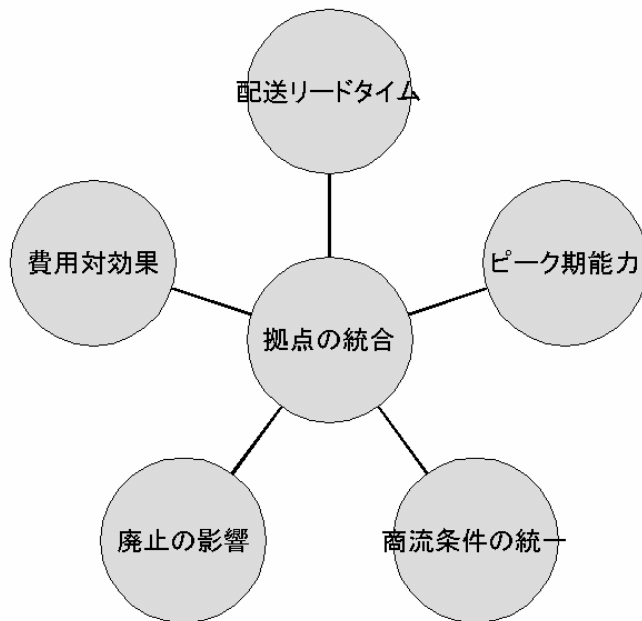 配送リードタイム
費用対効果
ピーク期能力
拠点の統合
廃止の影響
商流条件の統一